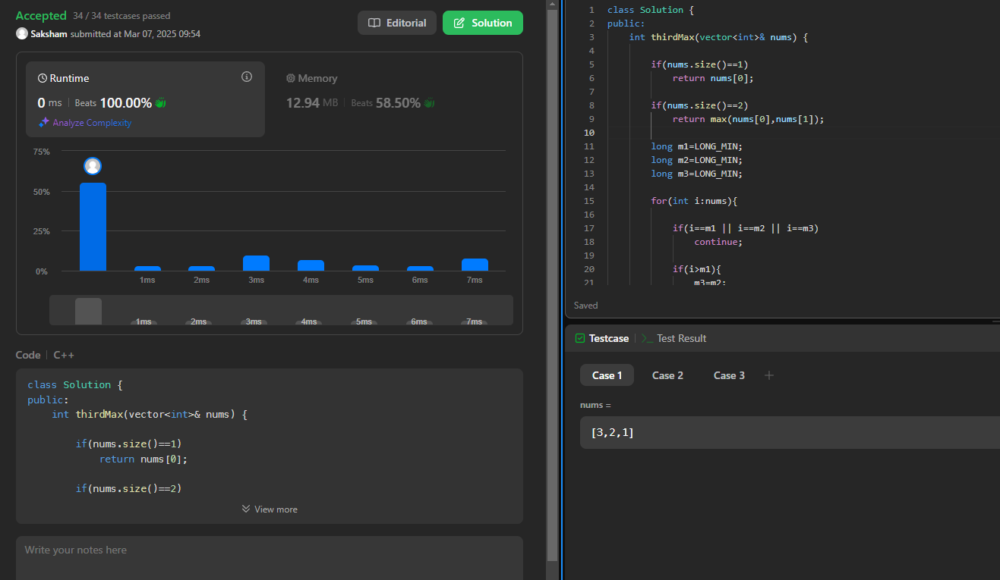 Accepted 34 / 34 testcases passed
Saksham submitted at Mar 07, 2025 09:54
Editorial
Solution
Runtime
0 ms | Beats 100.00%
Analyze Complexity
Memory
12.94 MB | Beats 58.50%
75%
50%
25%
0%
1ms 2ms 3ms 4ms 5ms 6ms 7ms
1ms 2ms 3ms 4ms 5ms 6ms 7ms
Code | C++
class Solution {
public:
    int thirdMax(vector<int>& nums) {
        if(nums.size()==1)
            return nums[0];
        if(nums.size()==2)
View more
Write your notes here
1 class Solution {
2 public:
3     int thirdMax(vector<int>& nums) {
4
5         if(nums.size()==1)
6             return nums[0];
7
8         if(nums.size()==2)
9             return max(nums[0],nums[1]);
10
11         long m1=LONG_MIN;
12         long m2=LONG_MIN;
13         long m3=LONG_MIN;
14
15         for(int i:nums){
16
17             if(i==m1 || i==m2 || i==m3)
18                 continue;
19
20             if(i>m1){
21                 m3=m2;
Saved
Testcase | >_ Test Result
Case 1 Case 2 Case 3 +
nums =
[3,2,1]